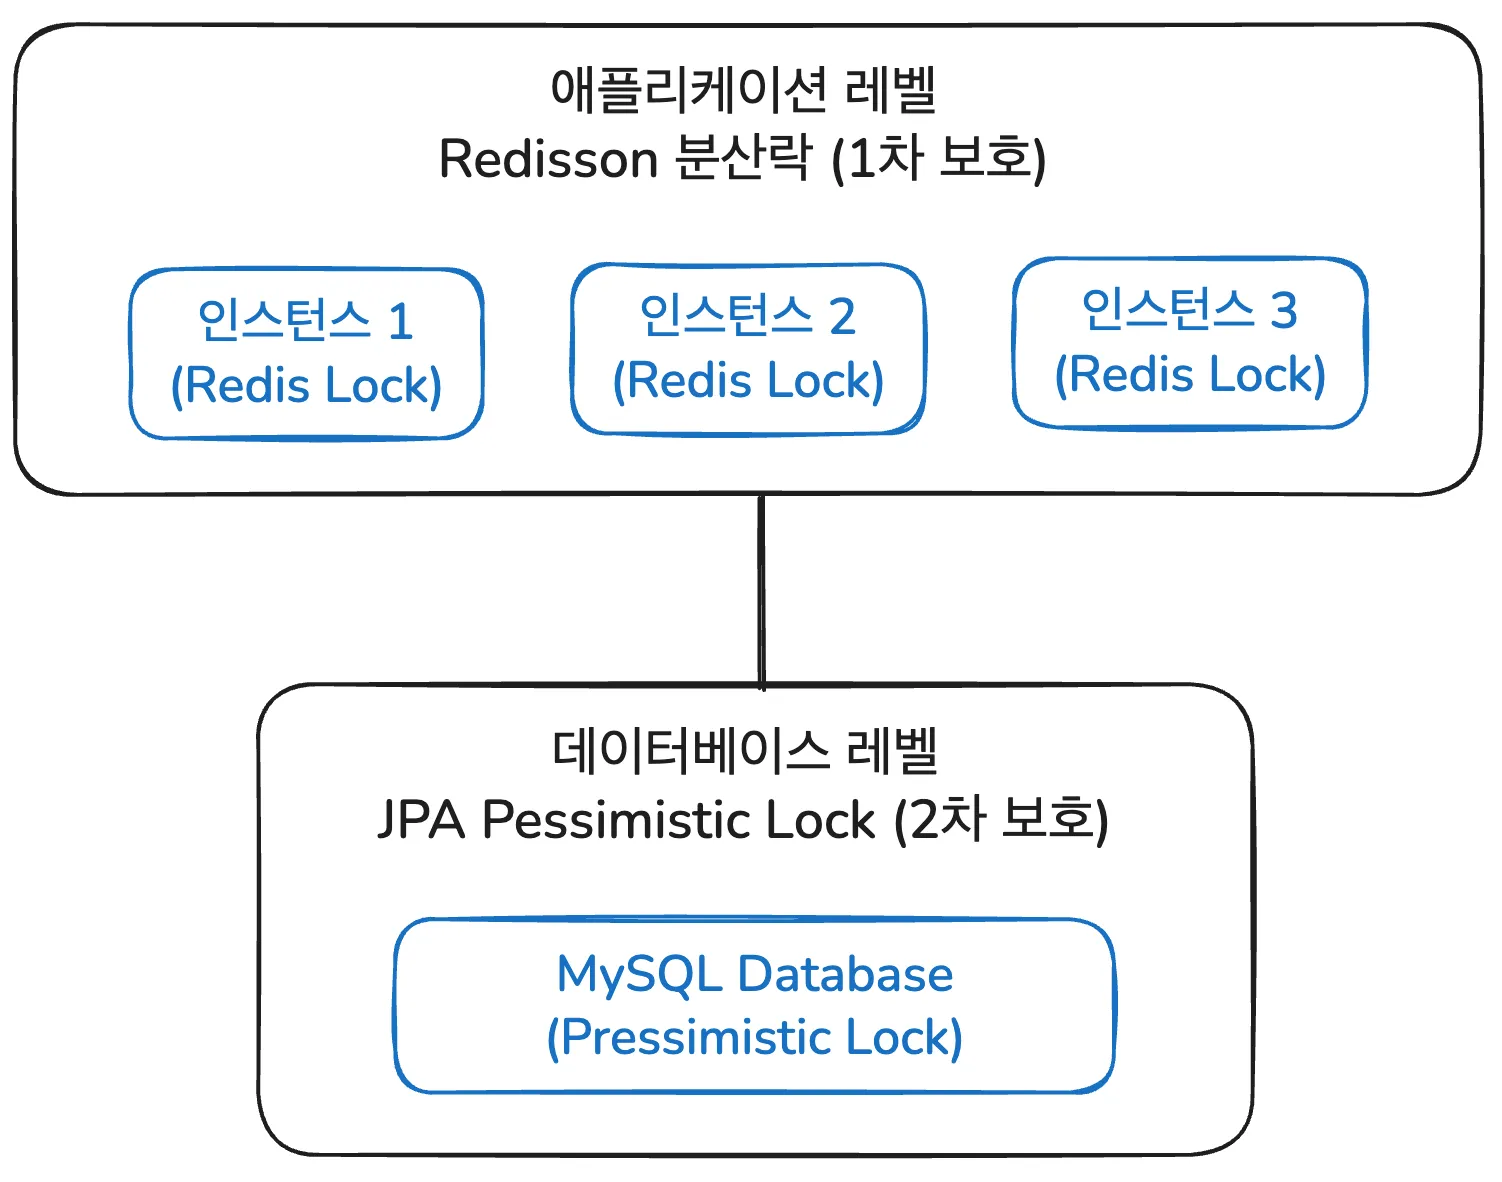 애플리케이션 레벨
Redisson 분산락 (1차 보호)
인스턴스 1
(Redis Lock)
인스턴스 2
(Redis Lock)
인스턴스 3
(Redis Lock)
데이터베이스 레벨
JPA Pessimistic Lock (2차 보호)
MySQL Database
(Pressimistic Lock)